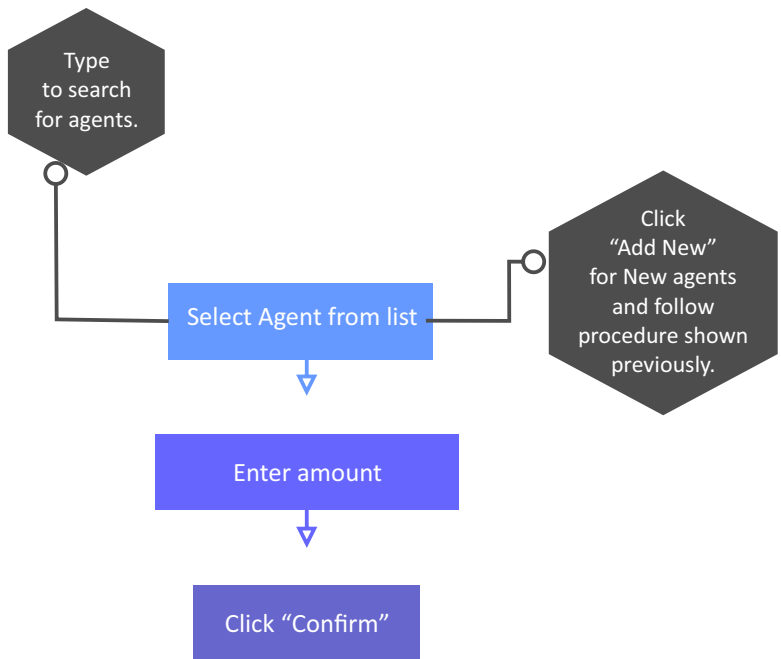 Type
to search
for agents.
Click
“Add New”
for New agents
and follow
procedure shown
previously.
Select Agent from list
Enter amount
Click “Confirm”